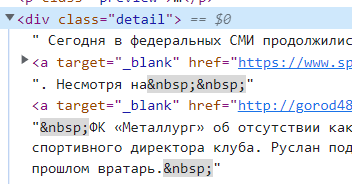 <div class="detail"> == $0
" Сегодня в федеральных СМИ продолжилис
<a target="_blank" href="https://www.sp
". Несмотря на&nbsp;&nbsp;"
<a target="_blank" href="http://gorod48
"&nbsp;ФК «Металлург» об отсутствии как
спортивного директора клуба. Руслан под
прошлом вратарь.&nbsp;"